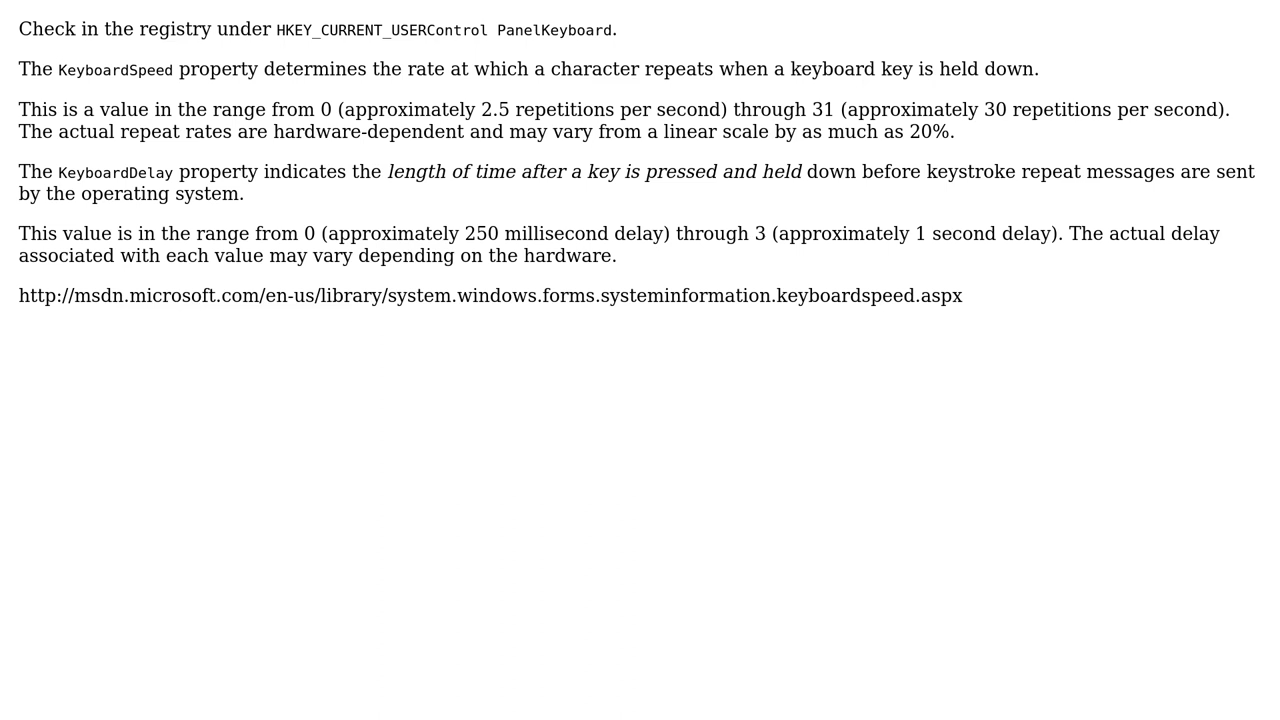 Check in the registry under HKEY_CURRENT_USERControl PanelKeyboard.
The KeyboardSpeed property determines the rate at which a character repeats when a keyboard key is held down.
This is a value in the range from 0 (approximately 2.5 repetitions per second) through 31 (approximately 30 repetitions per second).
The actual repeat rates are hardware-dependent and may vary from a linear scale by as much as 20%.
The KeyboardDelay property indicates the length of time after a key is pressed and held down before keystroke repeat messages are sent
by the operating system.
This value is in the range from 0 (approximately 250 millisecond delay) through 3 (approximately 1 second delay). The actual delay
associated with each value may vary depending on the hardware.
http://msdn.microsoft.com/en-us/library/system.windows.forms.systeminformation.keyboardspeed.aspx